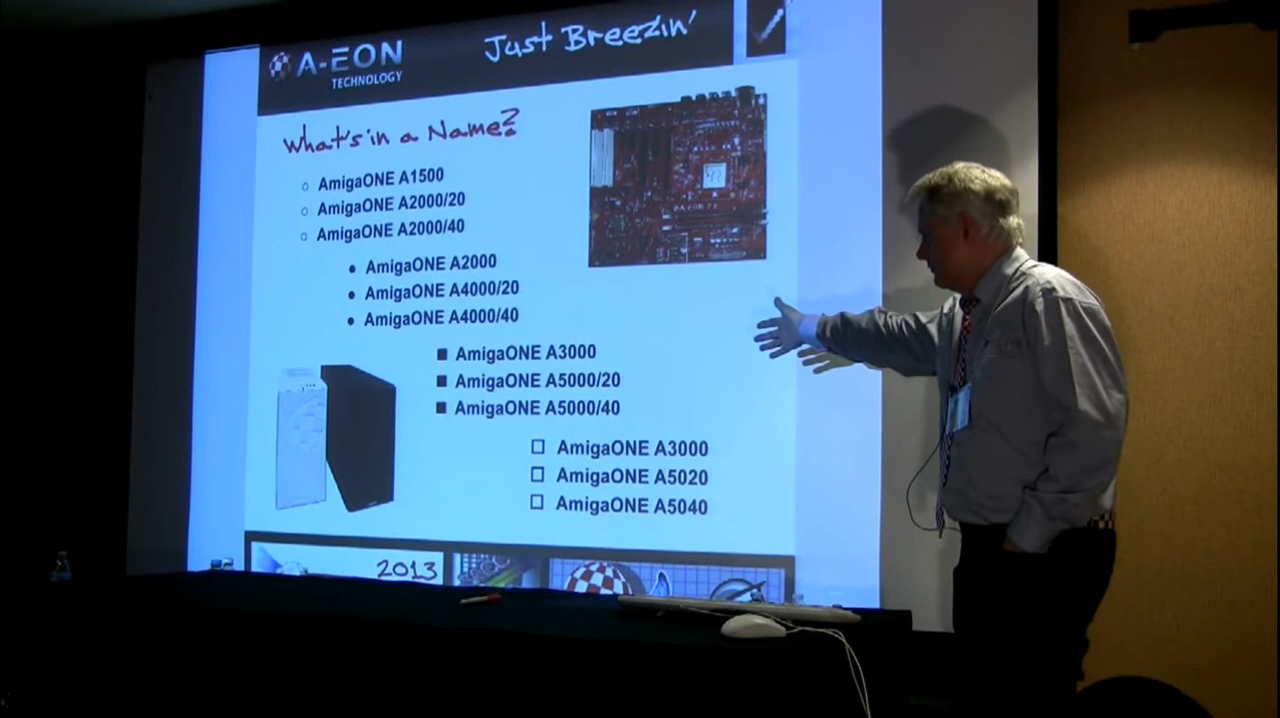 A-EON
TECHNOLOGY
Just Breezin'
What's in a Name?
AmigaONE A1500
AmigaONE A2000/20
AmigaONE A2000/40
AmigaONE A2000
AmigaONE A4000/20
AmigaONE A4000/40
AmigaONE A3000
AmigaONE A5000/20
AmigaONE A5000/40
AmigaONE A3000
AmigaONE A5020
AmigaONE A5040
2013